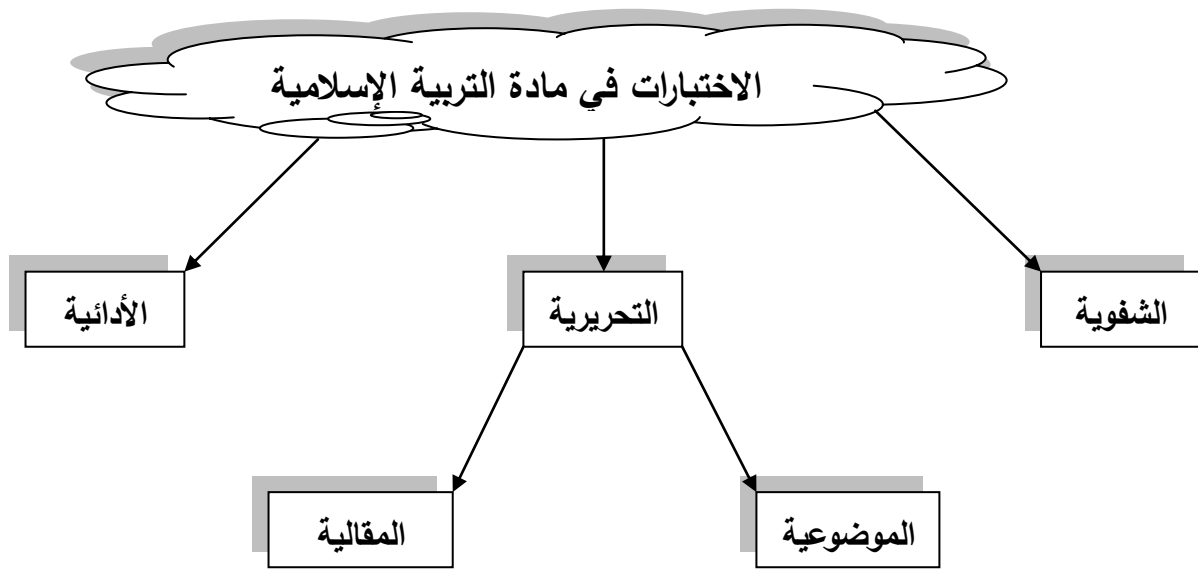 الاختبارات في مادة التربية الإسلامية
الشفوية
التحريرية
الأدائية
الموضوعية
المقالية